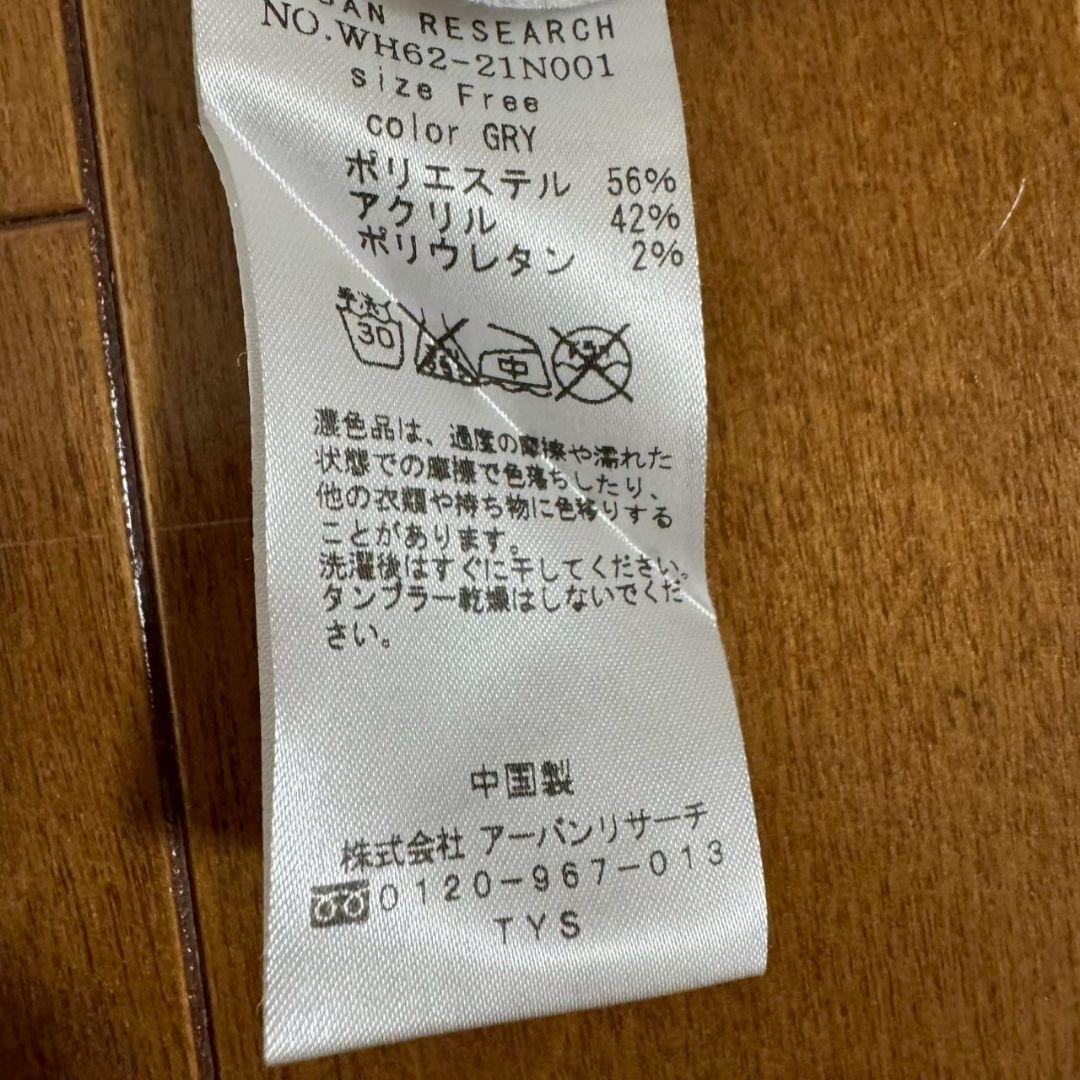 BAN RESEARCH
NO.WH62-21N001
size Free
color GRY
ポリエステル 56%
アクリル 42%
ポリウレタン 2%
手洗イ
30
中
濃色品は、過度の摩擦や濡れた
状態での摩擦で色落ちしたり、
他の衣類や持ち物に色移りする
ことがあります。
洗濯後はすぐに干してください。
タンブラー乾燥はしないでくだ
さい。
中国製
株式会社 アーバンリサーチ
0120-967-013
TYS